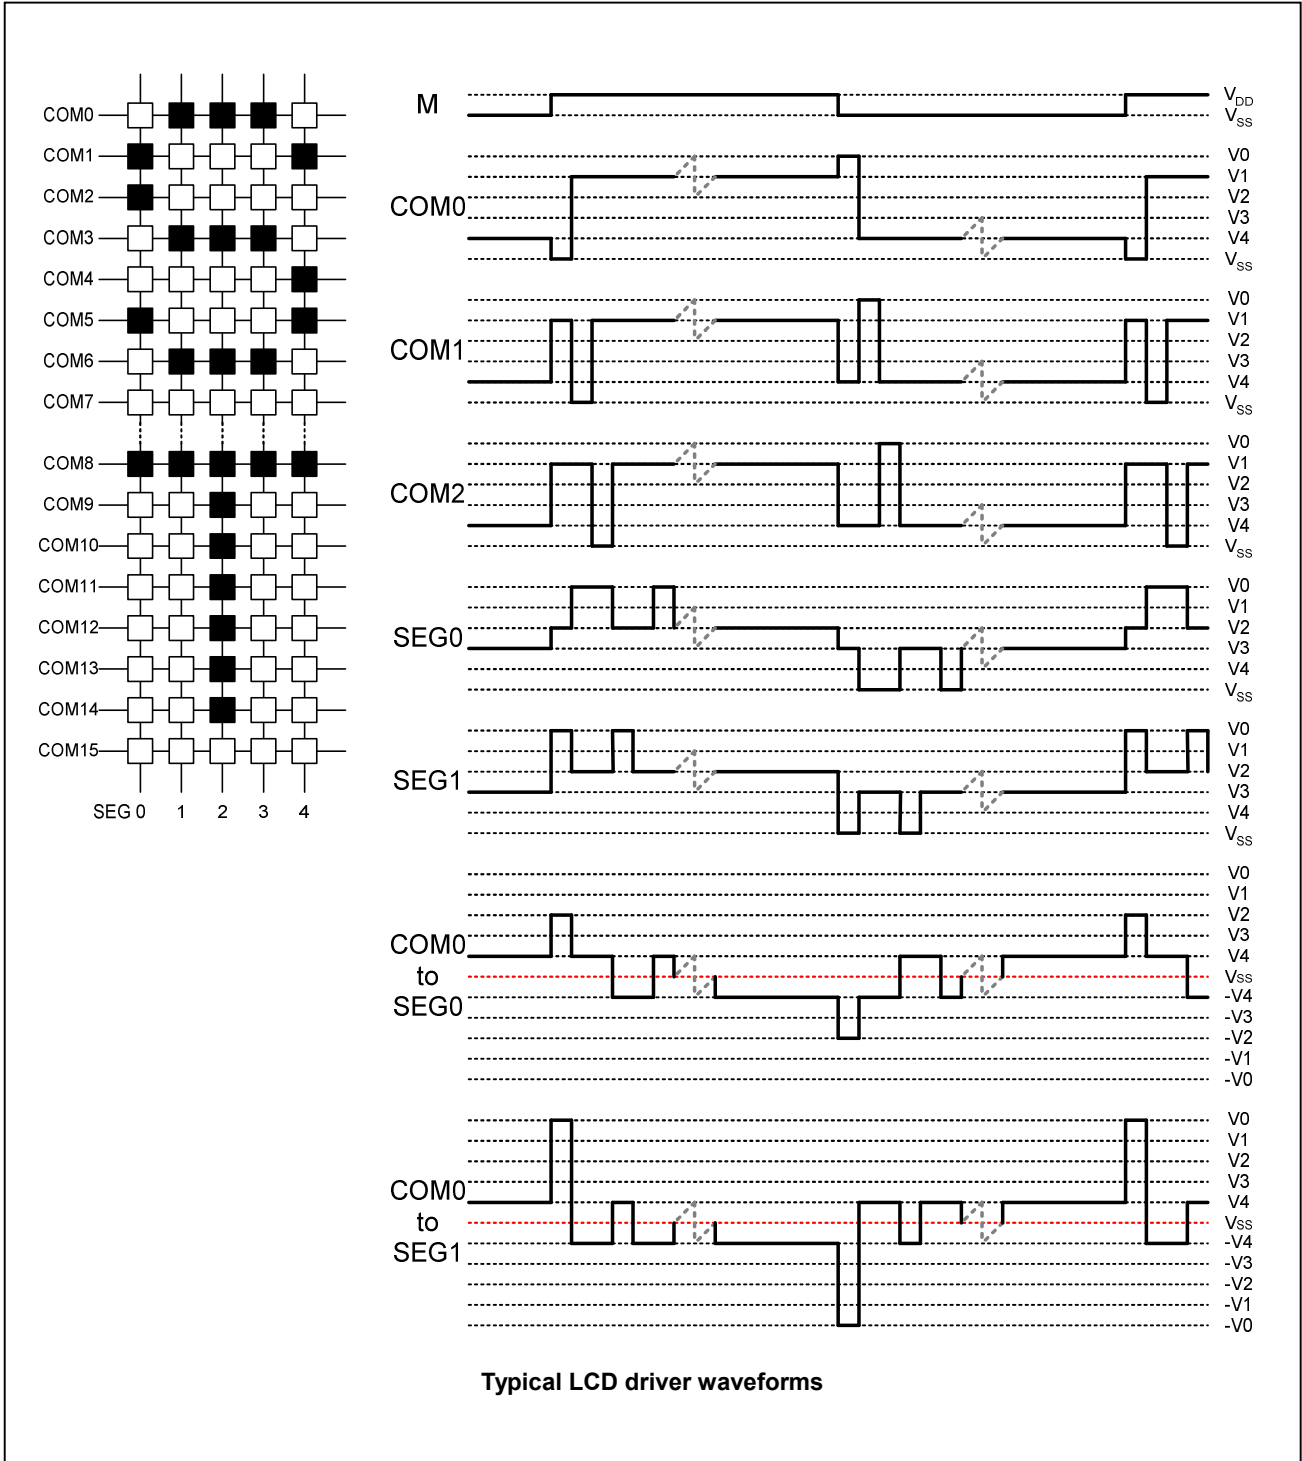 COM0
COM1
COM2
COM3
COM4
COM5
COM6
COM7
COM8
COM9
COM10
COM11
COM12
COM13
COM14
COM15
SEG 0 1 2 3 4
M
VDD
VSS
COM0
V0
V1
V2
V3
V4
VSS
COM1
V0
V1
V2
V3
V4
VSS
COM2
V0
V1
V2
V3
V4
VSS
SEG0
V0
V1
V2
V3
V4
VSS
SEG1
V0
V1
V2
V3
V4
VSS
COM0
to
SEG0
V0
V1
V2
V3
V4
VSS
-V4
-V3
-V2
-V1
-V0
COM0
to
SEG1
V0
V1
V2
V3
V4
VSS
-V4
-V3
-V2
-V1
-V0
Typical LCD driver waveforms